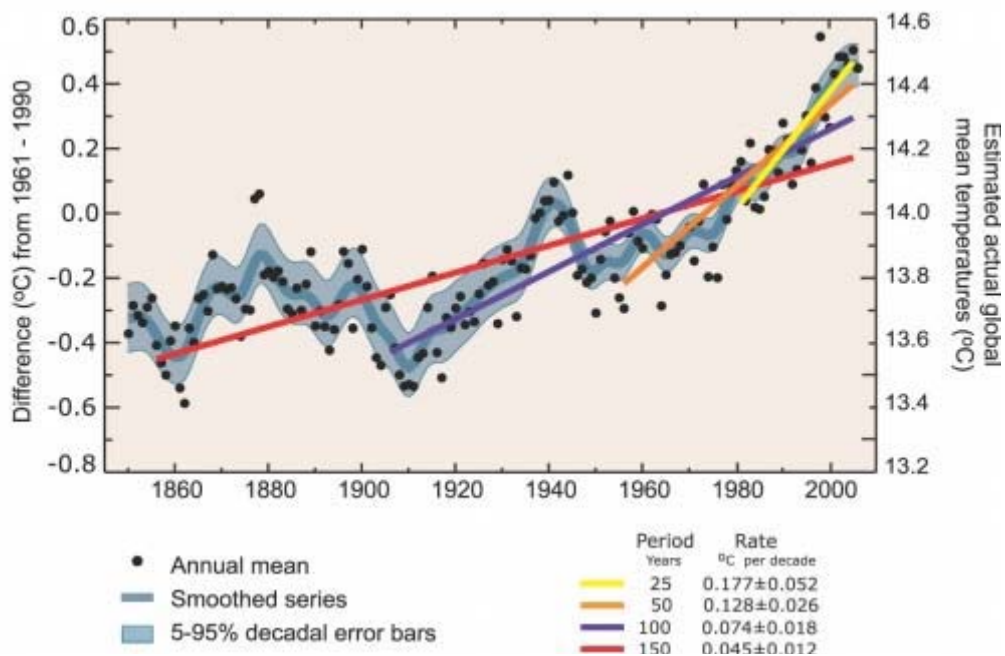 0.6
0.4
0.2
0.0
-0.2
-0.4
-0.6
-0.8
Difference (ºC) from 1961 - 1990
14.6
14.4
14.2
14.0
13.8
13.6
13.4
13.2
Estimated actual global
mean temperatures (ºC)
1860 1880 1900 1920 1940 1960 1980 2000
Annual mean
Smoothed series
5-95% decadal error bars
Period Rate
Years ºC per decade
25 0.177±0.052
50 0.128±0.026
100 0.074±0.018
150 0.045±0.012